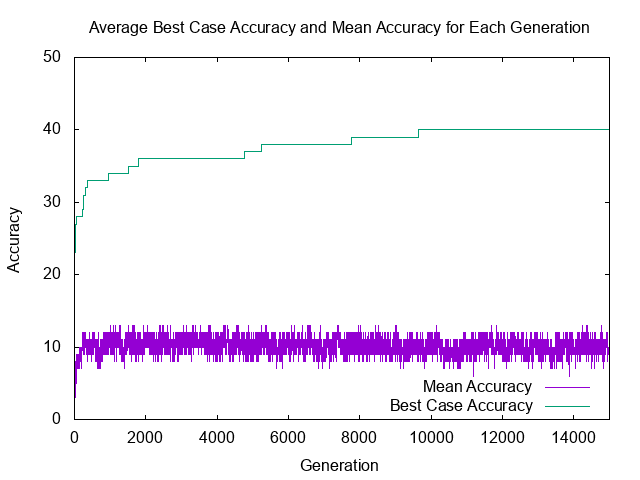 Average Best Case Accuracy and Mean Accuracy for Each Generation
50
40
30
20
10
0
Accuracy
Mean Accuracy
Best Case Accuracy
0 2000 4000 6000 8000 10000 12000 14000
Generation